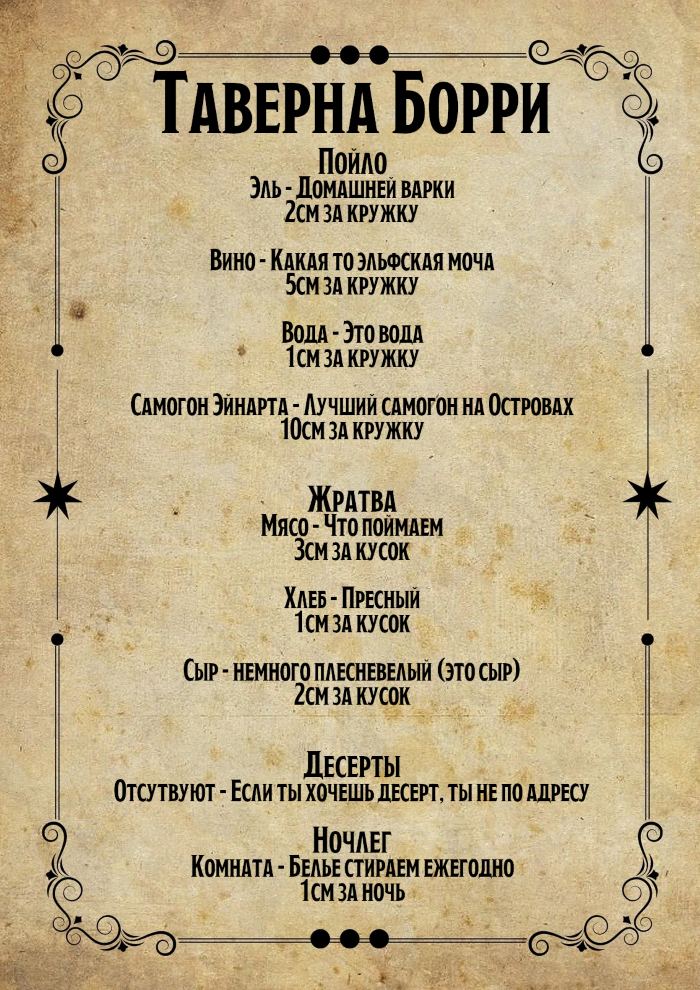 Таверна Борри
Пойло
Эль - Домашней варки
2см за кружку
Вино - Какая то эльфская моча
5см за кружку
Вода - Это вода
1см за кружку
Самогон Эйнарта - Лучший самогон на Островах
10см за кружку
Жратва
Мясо - Что поймаем
3см за кусок
Хлеб - Пресный
1см за кусок
Сыр - немного плесневелый (это сыр)
2см за кусок
Десерты
Отсутвуют - Если ты хочешь десерт, ты не по адресу
Ночлег
Комната - Белье стираем ежегодно
1см за ночь